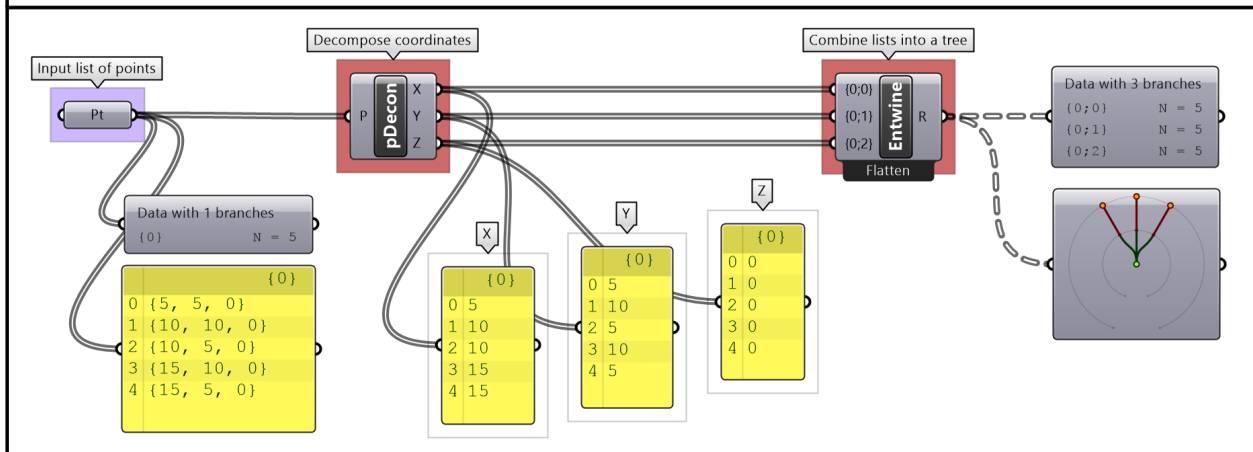 Input list of points
Pt
Data with 1 branches
{0} N = 5
{0}
0 {5, 5, 0}
1 {10, 10, 0}
2 {10, 5, 0}
3 {15, 10, 0}
4 {15, 5, 0}
Decompose coordinates
P
pDecon
X
Y
Z
X
{0}
0 5
1 10
2 10
3 15
4 15
Y
{0}
0 5
1 10
2 5
3 10
4 5
Z
{0}
0 0
1 0
2 0
3 0
4 0
Combine lists into a tree
{0;0}
{0;1}
{0;2}
Entwine
R
Flatten
Data with 3 branches
{0;0} N = 5
{0;1} N = 5
{0;2} N = 5